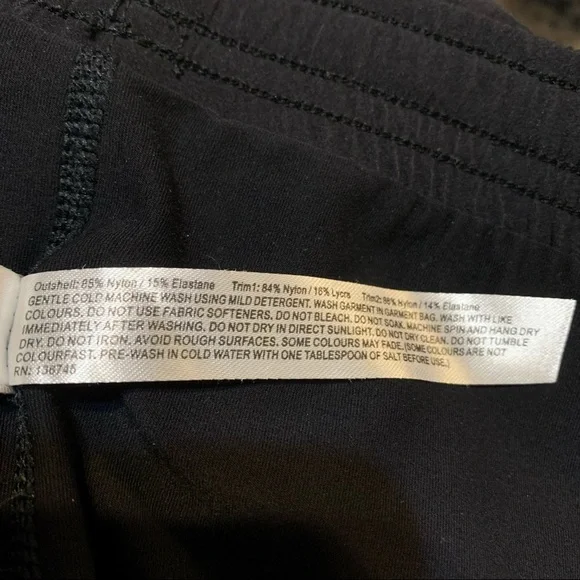 Outshell: 85% Nylon / 15% Elastane Trim1: 84% Nylon / 16% Lycra Trim2: 86% Nylon / 14% Elastane
GENTLE COLD MACHINE WASH USING MILD DETERGENT. WASH GARMENT IN GARMENT BAG. WASH WITH LIKE
COLOURS. DO NOT USE FABRIC SOFTENERS. DO NOT BLEACH. DO NOT SOAK. MACHINE SPIN AND HANG DRY
IMMEDIATELY AFTER WASHING. DO NOT DRY IN DIRECT SUNLIGHT. DO NOT DRY CLEAN. DO NOT TUMBLE
DRY. DO NOT IRON. AVOID ROUGH SURFACES. SOME COLOURS MAY FADE. (SOME COLOURS ARE NOT
COLOURFAST. PRE-WASH IN COLD WATER WITH ONE TABLESPOON OF SALT BEFORE USE.)
RN: 136745